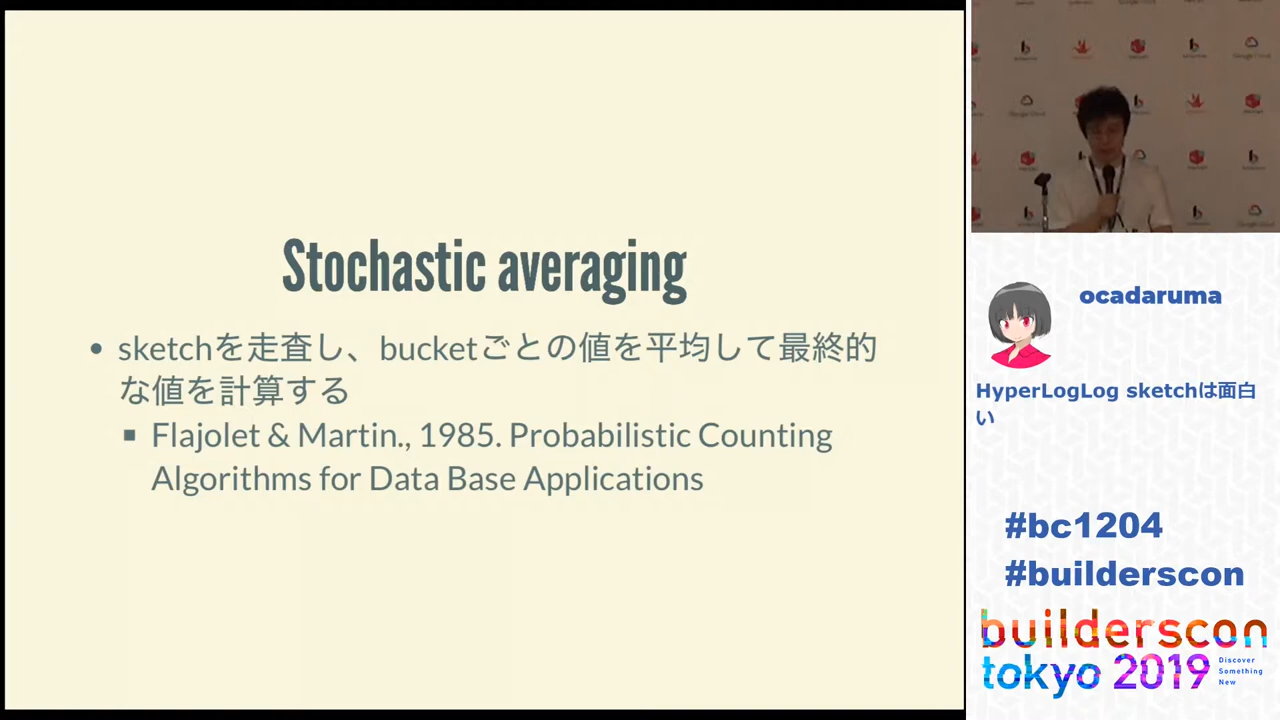 Stochastic averaging
• sketchを走査し、bucketごとの値を平均して最終的
な値を計算する
▪ Flajolet & Martin., 1985. Probabilistic Counting
Algorithms for Data Base Applications
ocadaruma
HyperLogLog sketchは面白
い
#bc1204
#builderscon
builderscon
tokyo 2019
Discover
Something
New